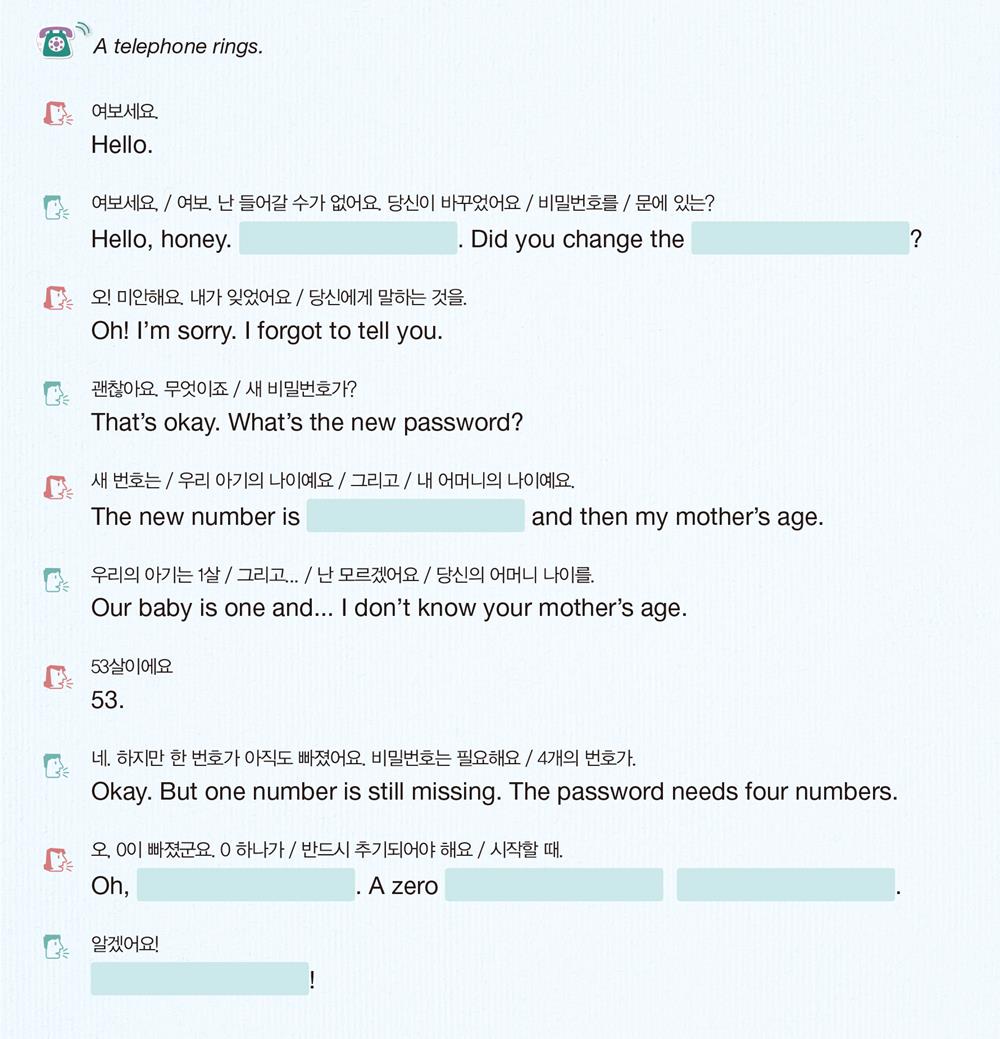 A telephone rings.
여보세요.
Hello.
여보세요. / 여보. 난 들어갈 수가 없어요. 당신이 바꾸었어요 / 비밀번호를 / 문에 있는?
Hello, honey. . Did you change the ?
오! 미안해요. 내가 잊었어요 / 당신에게 말하는 것을.
Oh! I'm sorry. I forgot to tell you.
괜찮아요. 무엇이죠 / 새 비밀번호가?
That's okay. What's the new password?
새 번호는 / 우리 아기의 나이예요 / 그리고 / 내 어머니의 나이예요.
The new number is and then my mother's age.
우리의 아기는 1살 / 그리고... / 난 모르겠어요 / 당신의 어머니 나이를.
Our baby is one and... I don't know your mother's age.
53살이에요
53.
네. 하지만 한 번호가 아직도 빠졌어요. 비밀번호는 필요해요 / 4개의 번호가.
Okay. But one number is still missing. The password needs four numbers.
오, 0이 빠졌군요. 0 하나가 / 반드시 추기되어야 해요 / 시작할 때.
Oh, . A zero .
알겠어요!
!